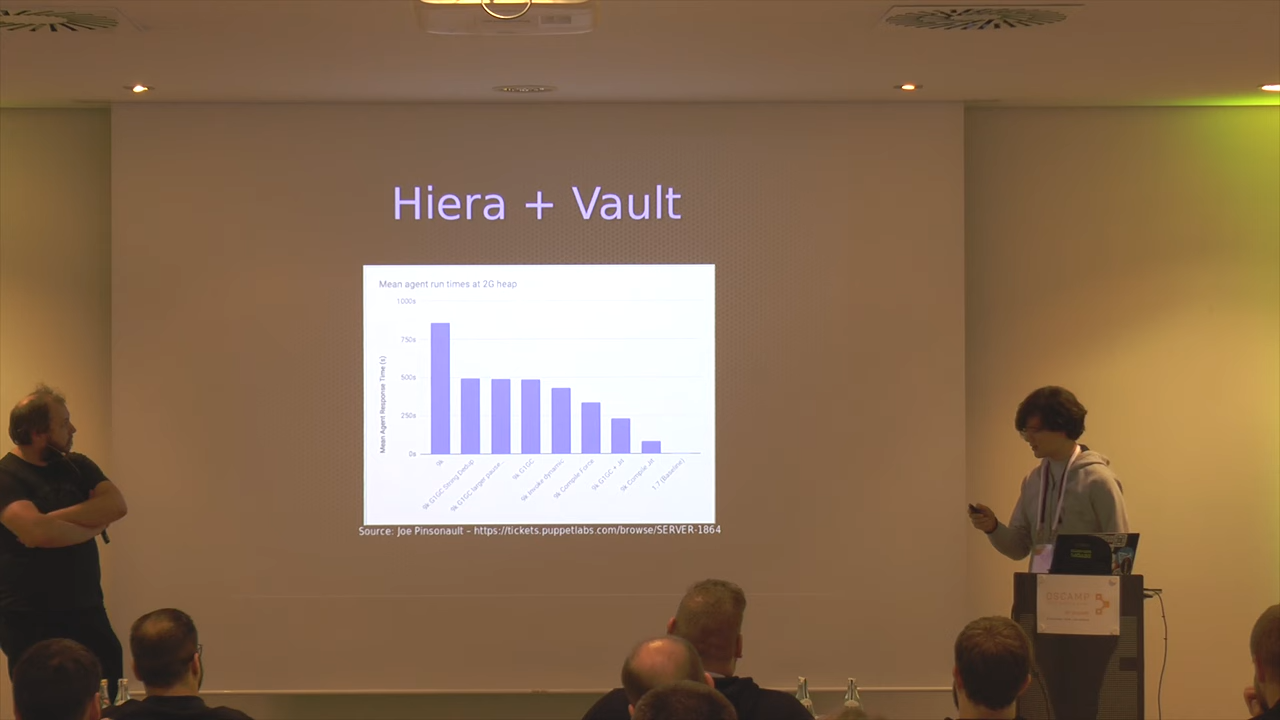 Hiera + Vault
Mean agent run times at 2G heap
1000s
750s
500s
250s
0s
Mean Agent Response Time (s)
9k
9k G1GC String Dedup
9k G1GC larger pause
9k G1GC
9k invoke dynamic
9k Compile Force
9k G1GC + Jit
9k Compile Jit
1.7 (Baseline)
Source: Joe Pinsonault – https://tickets.puppetlabs.com/browse/SERVER-1864
OSCAMP